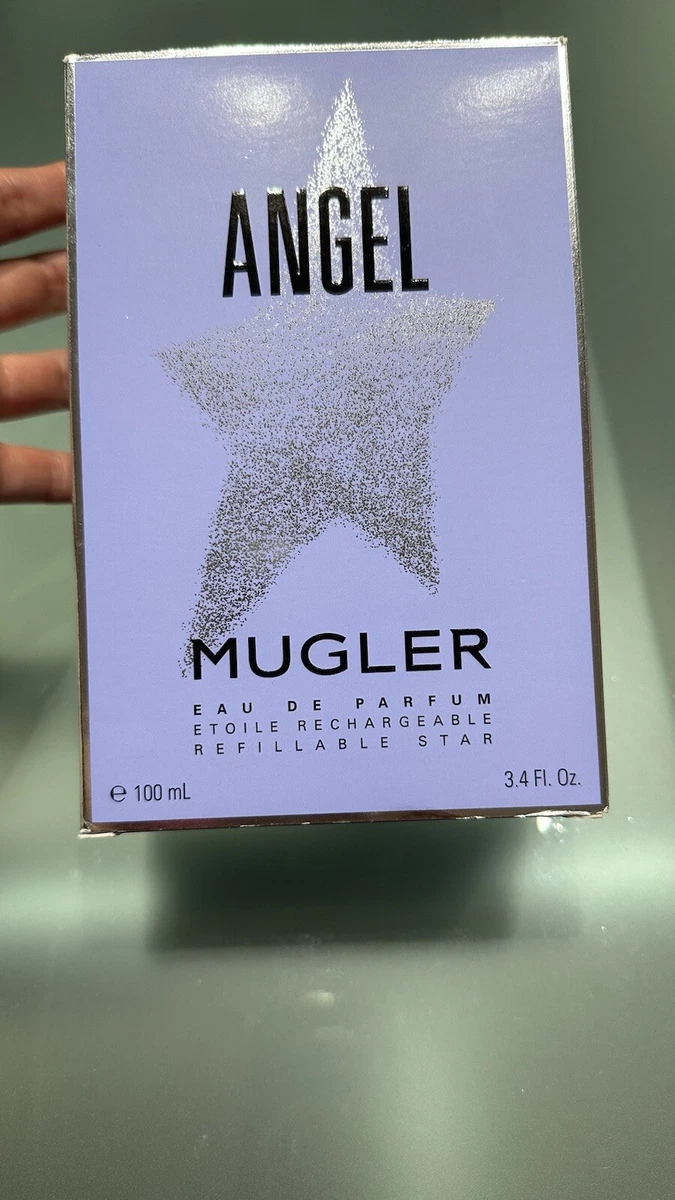 ANGEL
MUGLER
EAU DE PARFUM
ETOILE RECHARGEABLE
REFILLABLE STAR
℮ 100 mL
3.4 Fl. Oz.